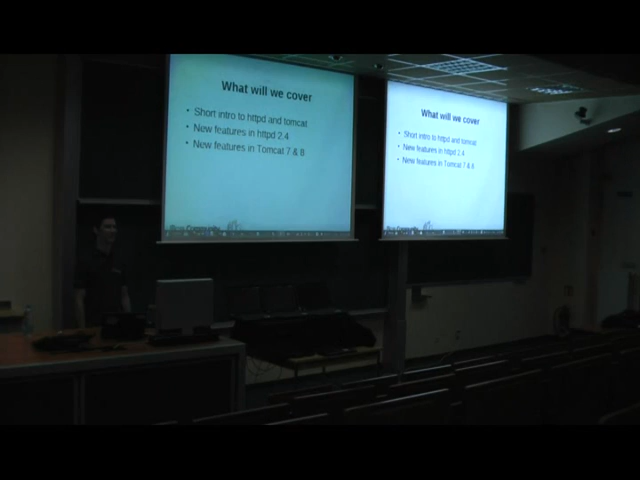 What will we cover
• Short intro to httpd and tomcat
• New features in httpd 2.4
• New features in Tomcat 7 & 8
What will we cover
• Short intro to httpd and tomcat
• New features in httpd 2.4
• New features in Tomcat 7 & 8